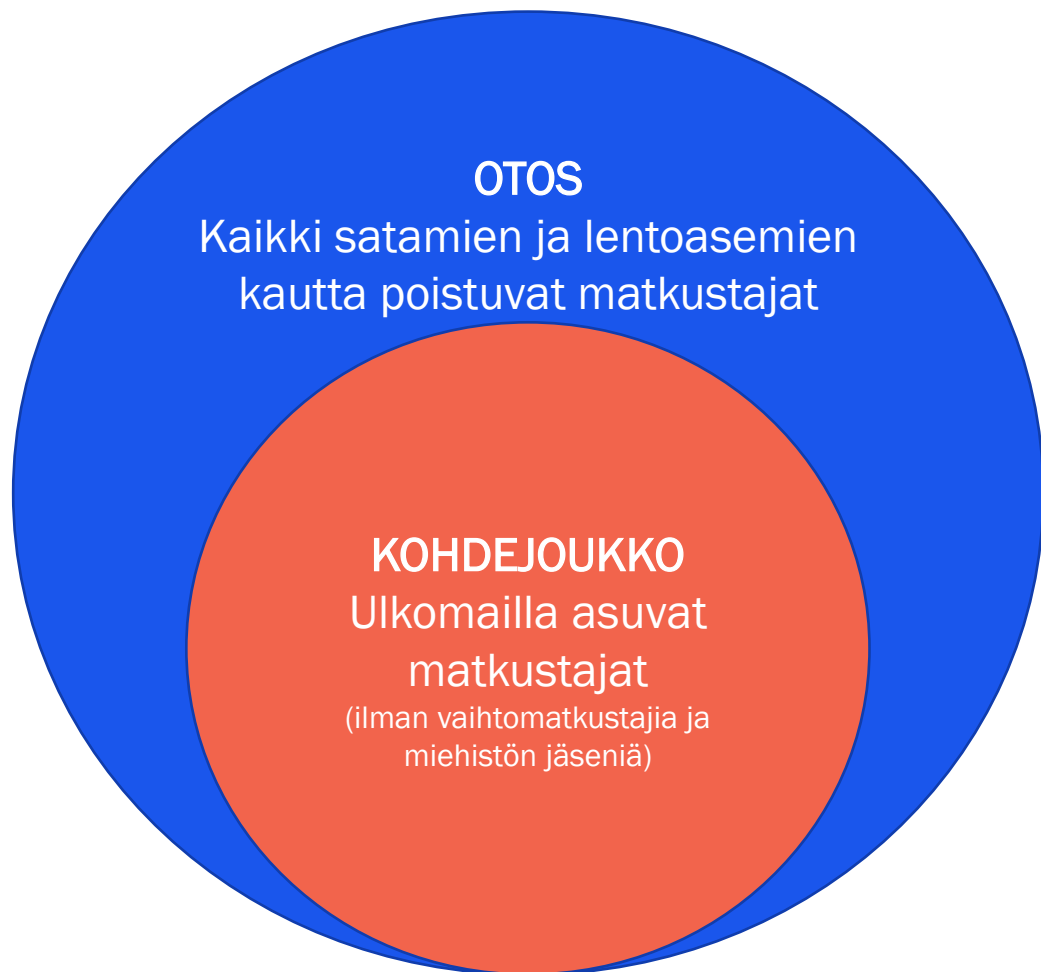 OTOS
Kaikki satamien ja lentoasemien
kautta poistuvat matkustajat
KOHDEJOUKKO
Ulkomailla asuvat
matkustajat
(ilman vaihtomatkustajia ja
miehistön jäseniä)